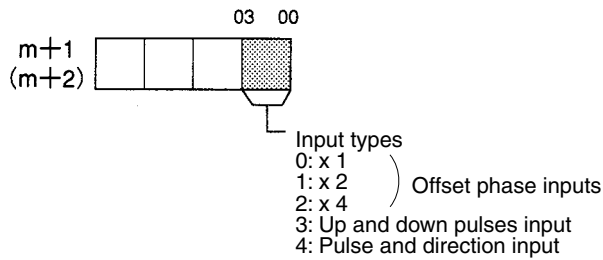 03 00
m+1
(m+2)
Input types
0: x 1
1: x 2
2: x 4
Offset phase inputs
3: Up and down pulses input
4: Pulse and direction input